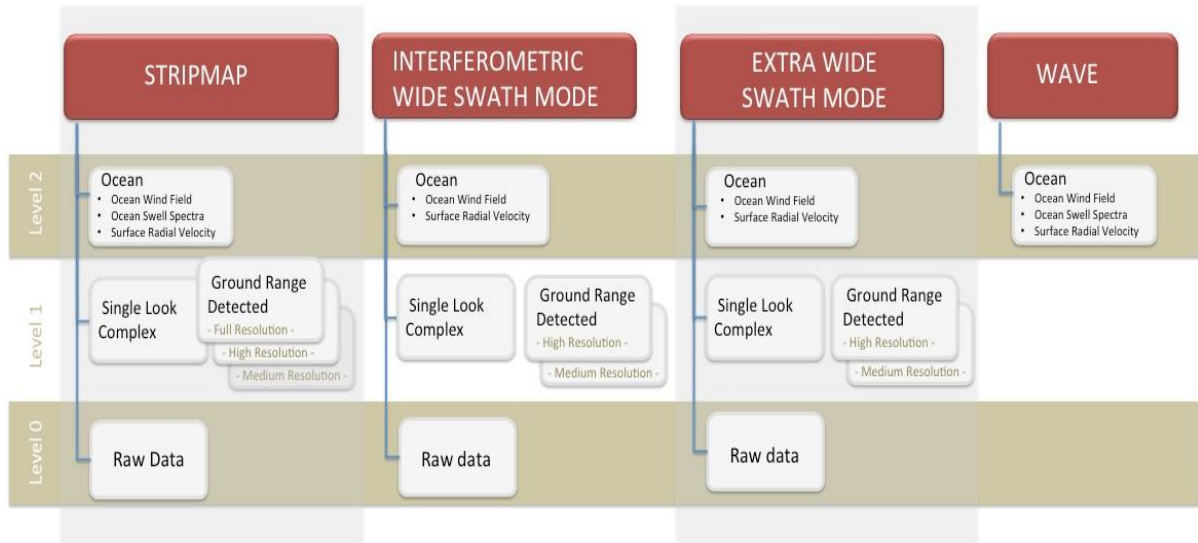 STRIPMAP
INTERFEROMETRIC
WIDE SWATH MODE
EXTRA WIDE
SWATH MODE
WAVE
Level 2
Ocean
• Ocean Wind Field
• Ocean Swell Spectra
• Surface Radial Velocity
Ocean
• Ocean Wind Field
• Surface Radial Velocity
Ocean
• Ocean Wind Field
• Surface Radial Velocity
Ocean
• Ocean Wind Field
• Ocean Swell Spectra
• Surface Radial Velocity
Level 1
Single Look
Complex
Ground Range
Detected
- Full Resolution -
- High Resolution -
- Medium Resolution -
Single Look
Complex
Ground Range
Detected
- High Resolution -
- Medium Resolution -
Single Look
Complex
Ground Range
Detected
- High Resolution -
- Medium Resolution -
Level 0
Raw Data
Raw data
Raw data